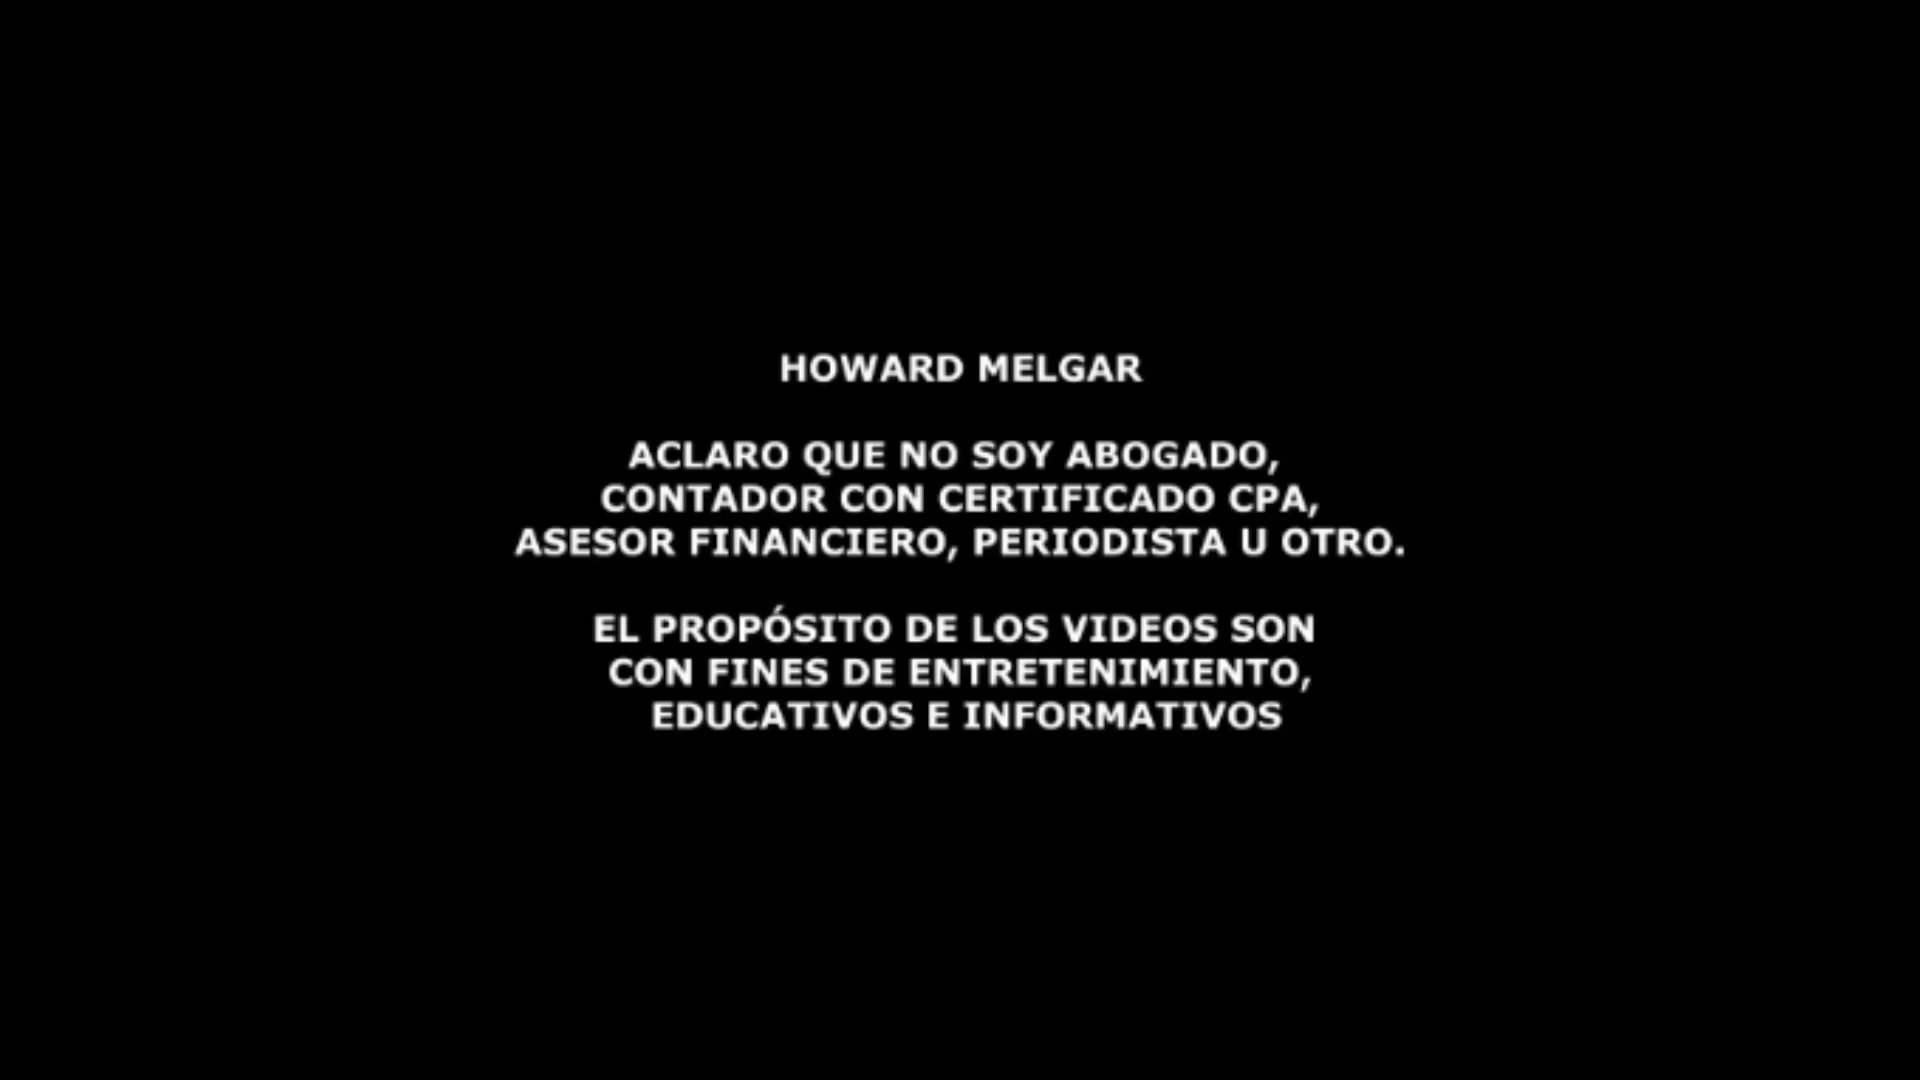 HOWARD MELGAR
ACLARO QUE NO SOY ABOGADO,
CONTADOR CON CERTIFICADO CPA,
ASESOR FINANCIERO, PERIODISTA U OTRO.
EL PROPÓSITO DE LOS VIDEOS SON
CON FINES DE ENTRETENIMIENTO,
EDUCATIVOS E INFORMATIVOS